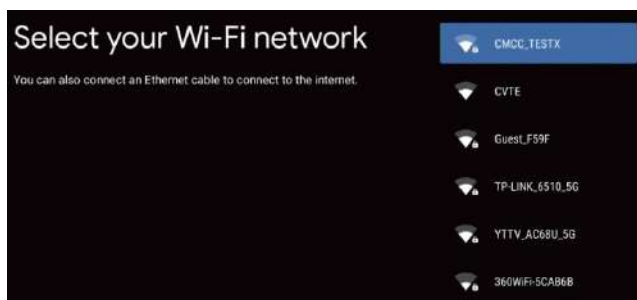 Select your Wi-Fi network
You can also connect an Ethernet cable to connect to the internet.
CMCC_TESTX
CVTE
Guest_F59F
TP-LINK_6510_5G
YTTV_AC68U_5G
360WiFi-5CAB6B